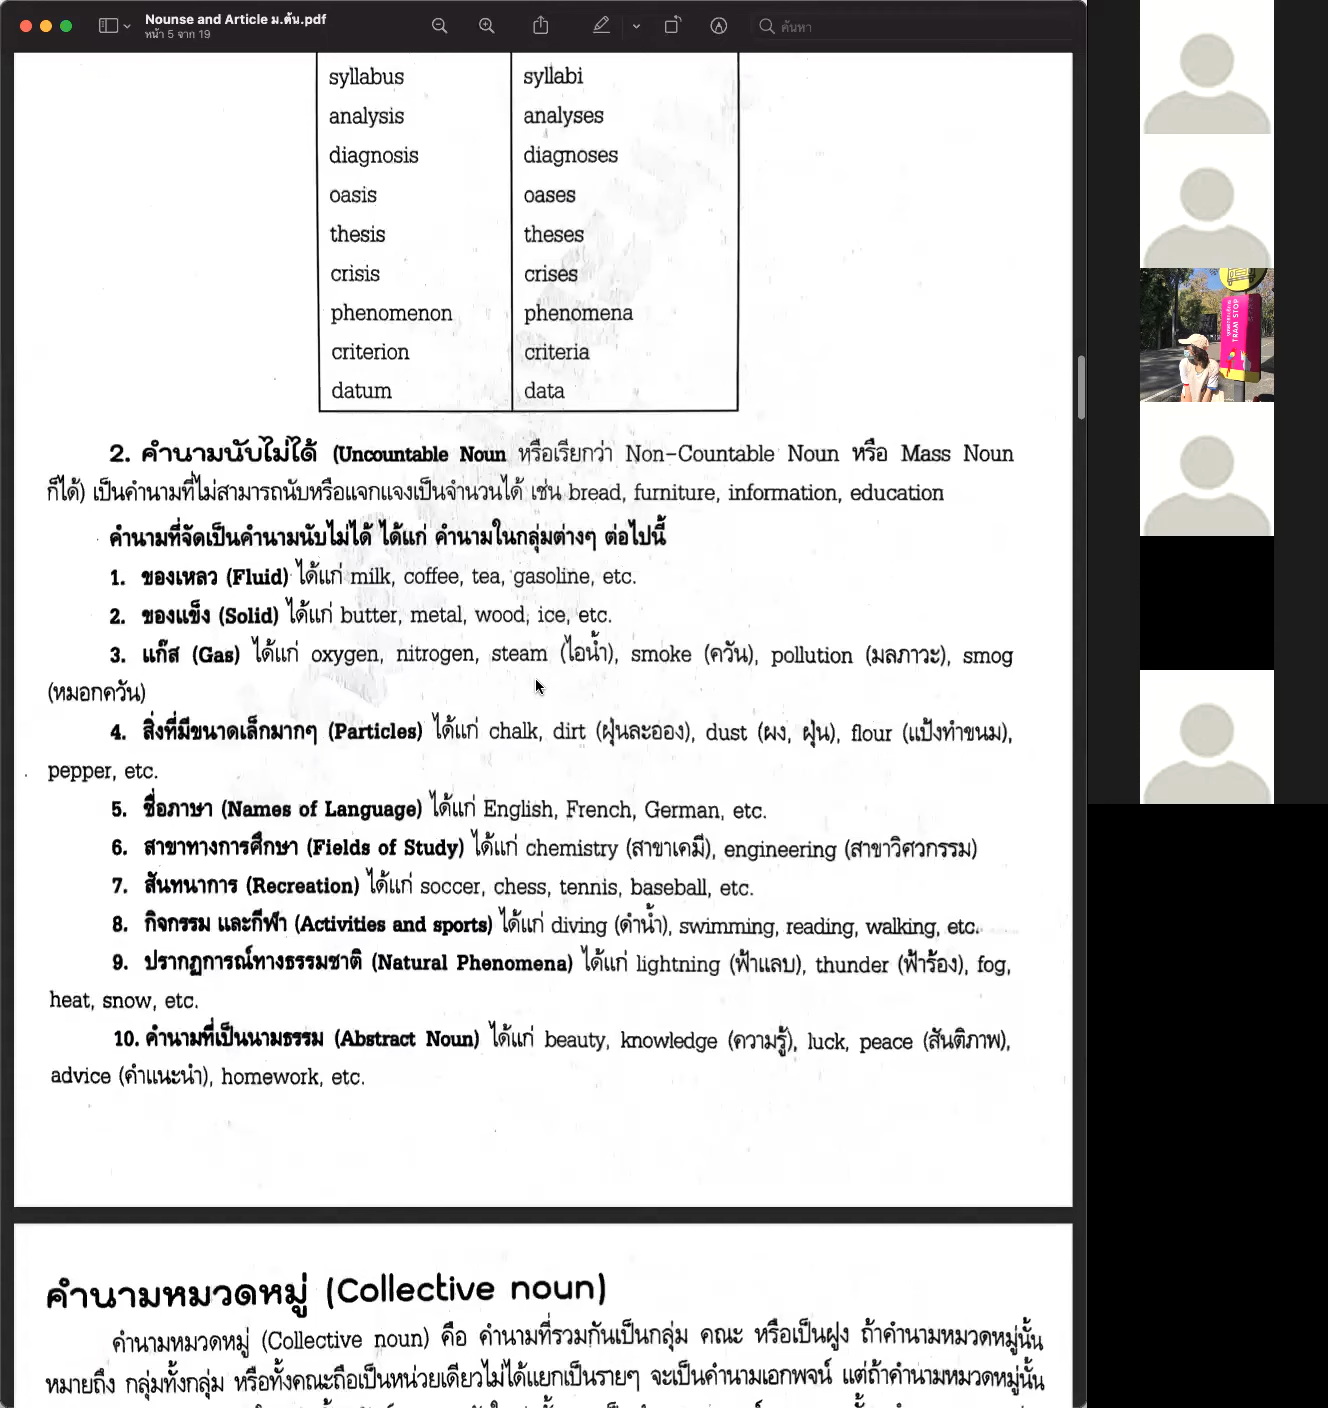 Nounse and Article ม.ต้น.pdf
หน้า 5 จาก 19
ค้นหา
syllabus syllabi
analysis analyses
diagnosis diagnoses
oasis oases
thesis theses
crisis crises
phenomenon phenomena
criterion criteria
datum data
2. คำนามนับไม่ได้ (Uncountable Noun หรือเรียกว่า Non-Countable Noun หรือ Mass Noun
ก็ได้) เป็นคำนามที่ไม่สามารถนับหรือแจกแจงเป็นจำนวนได้ เช่น bread, furniture, information, education
คำนามที่จัดเป็นคำนามนับไม่ได้ ได้แก่ คำนามในกลุ่มต่างๆ ต่อไปนี้
1. ของเหลว (Fluid) ได้แก่ milk, coffee, tea, gasoline, etc.
2. ของแข็ง (Solid) ได้แก่ butter, metal, wood, ice, etc.
3. แก๊ส (Gas) ได้แก่ oxygen, nitrogen, steam (ไอน้ำ), smoke (ควัน), pollution (มลภาวะ), smog
(หมอกควัน)
4. สิ่งที่มีขนาดเล็กมากๆ (Particles) ได้แก่ chalk, dirt (ฝุ่นละออง), dust (ผง, ฝุ่น), flour (แป้งทำขนม),
pepper, etc.
5. ชื่อภาษา (Names of Language) ได้แก่ English, French, German, etc.
6. สาขาทางการศึกษา (Fields of Study) ได้แก่ chemistry (สาขาเคมี), engineering (สาขาวิศวกรรม)
7. สันทนาการ (Recreation) ได้แก่ soccer, chess, tennis, baseball, etc.
8. กิจกรรม และกีฬา (Activities and sports) ได้แก่ diving (ดำน้ำ), swimming, reading, walking, etc.
9. ปรากฏการณ์ทางธรรมชาติ (Natural Phenomena) ได้แก่ lightning (ฟ้าแลบ), thunder (ฟ้าร้อง), fog,
heat, snow, etc.
10. คำนามที่เป็นนามธรรม (Abstract Noun) ได้แก่ beauty, knowledge (ความรู้), luck, peace (สันติภาพ),
advice (คำแนะนำ), homework, etc.
คำนามหมวดหมู่ (Collective noun)
คำนามหมวดหมู่ (Collective noun) คือ คำนามที่รวมกันเป็นกลุ่ม คณะ หรือเป็นฝูง ถ้าคำนามหมวดหมู่นั้น
หมายถึง กลุ่มทั้งกลุ่ม หรือทั้งคณะถือเป็นหน่วยเดียวไม่ได้แยกเป็นรายๆ จะเป็นคำนามเอกพจน์ แต่ถ้าคำนามหมวดหมู่นั้น
TRAM STOP